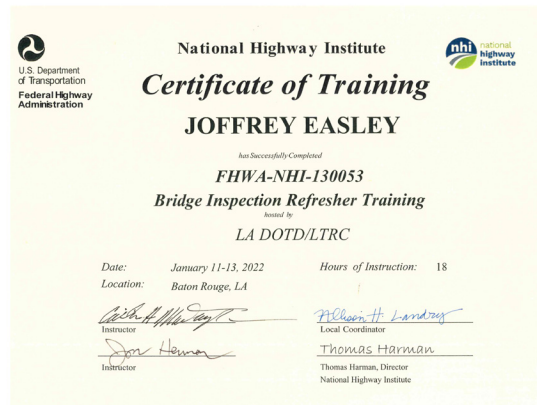 U.S. Department
of Transportation
Federal Highway
Administration
National Highway Institute
nhi
national
highway
institute
Certificate of Training
JOFFREY EASLEY
has Successfully Completed
FHWA-NHI-130053
Bridge Inspection Refresher Training
hosted by
LA DOTD/LTRC
Date: January 11-13, 2022 Hours of Instruction: 18
Location: Baton Rouge, LA
Allison H. Landry
Instructor
Local Coordinator
Thomas Harman
Instructor
Thomas Harman, Director
National Highway Institute